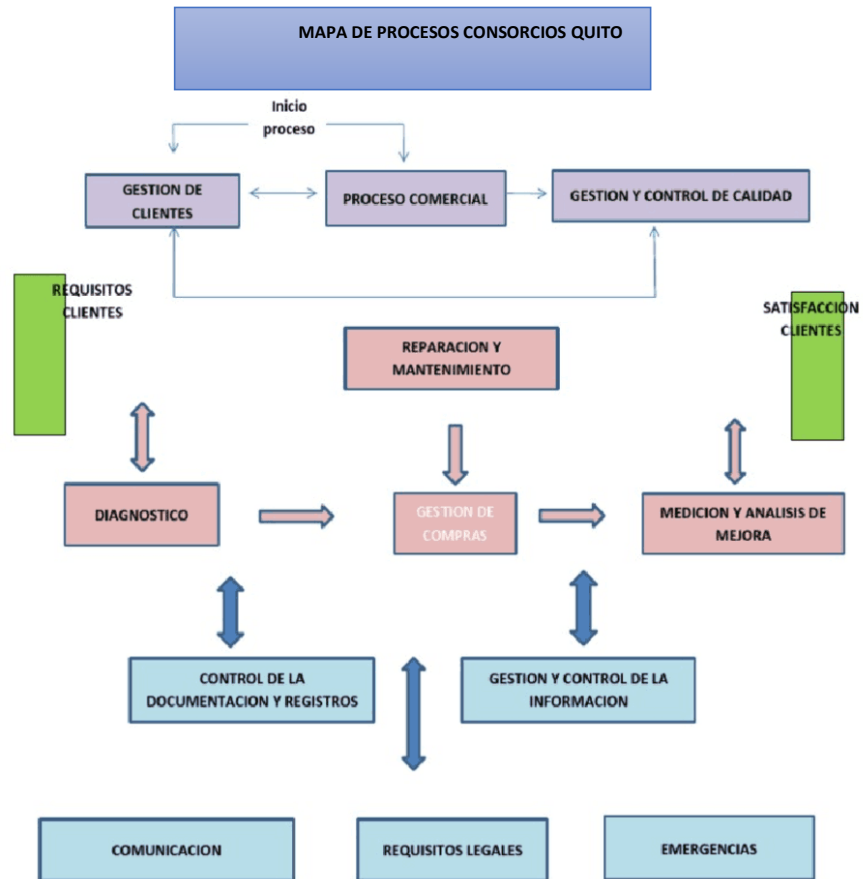 MAPA DE PROCESOS CONSORCIOS QUITO
Inicio
proceso
GESTION DE
CLIENTES
PROCESO COMERCIAL
GESTION Y CONTROL DE CALIDAD
REQUISITOS
CLIENTES
SATISFACCION
CLIENTES
REPARACION Y
MANTENIMIENTO
DIAGNOSTICO
GESTION DE
COMPRAS
MEDICION Y ANALISIS DE
MEJORA
CONTROL DE LA
DOCUMENTACION Y REGISTROS
GESTION Y CONTROL DE LA
INFORMACION
COMUNICACION
REQUISITOS LEGALES
EMERGENCIAS